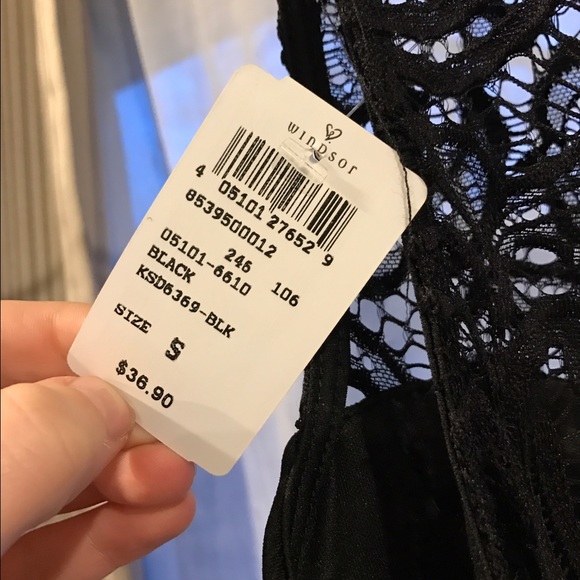 WINDSOR
4 05101 27652 9
8539500012
246
05101-6610 106
BLACK
KSD6369-BLK
SIZE S
$36.90